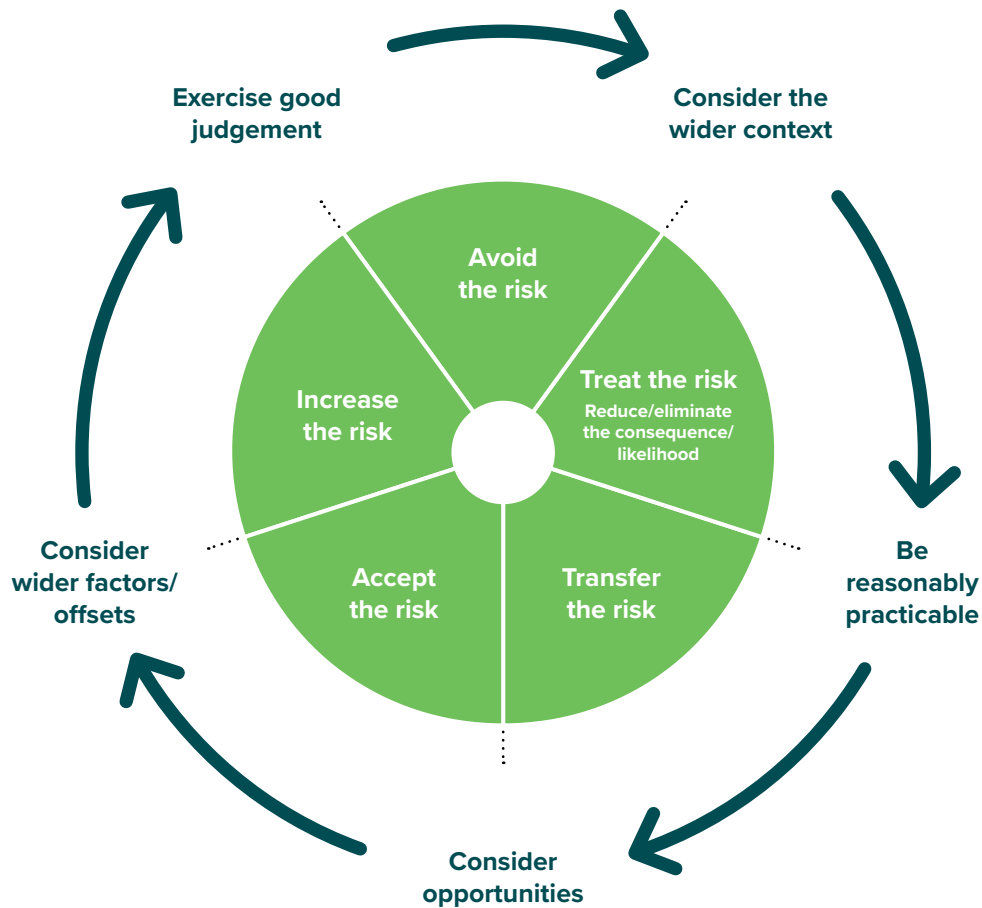 Exercise good
judgement
Consider the
wider context
Avoid
the risk
Treat the risk
Reduce/eliminate
the consequence/
likelihood
Increase
the risk
Consider
wider factors/
offsets
Be
reasonably
practicable
Accept
the risk
Transfer
the risk
Consider
opportunities